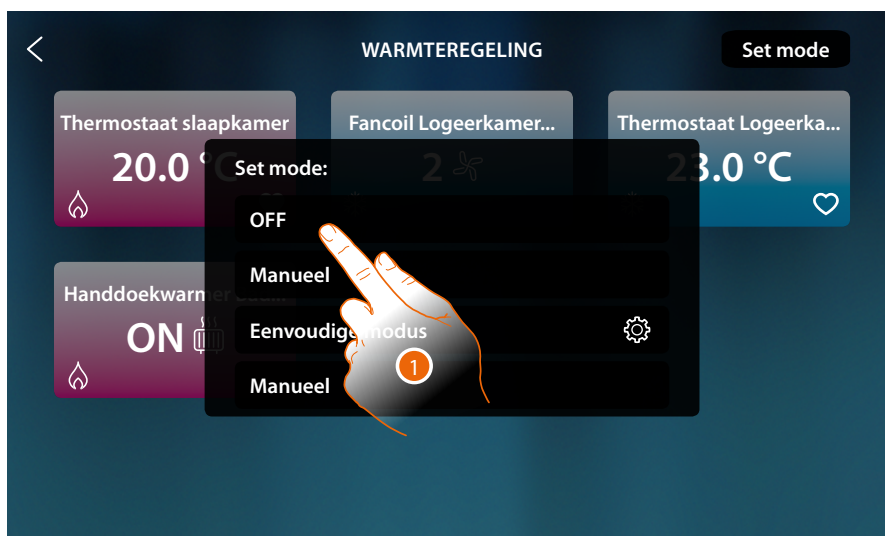 WARMTEREGELING
Set mode
Thermostaat slaapkamer
Fancoil Logeerkamer...
Thermostaat Logeerka...
20.0 °C
2
23.0 °C
Set mode:
OFF
Manueel
Handdoekwarmer
ON
Eenvoudige modus
1
Manueel